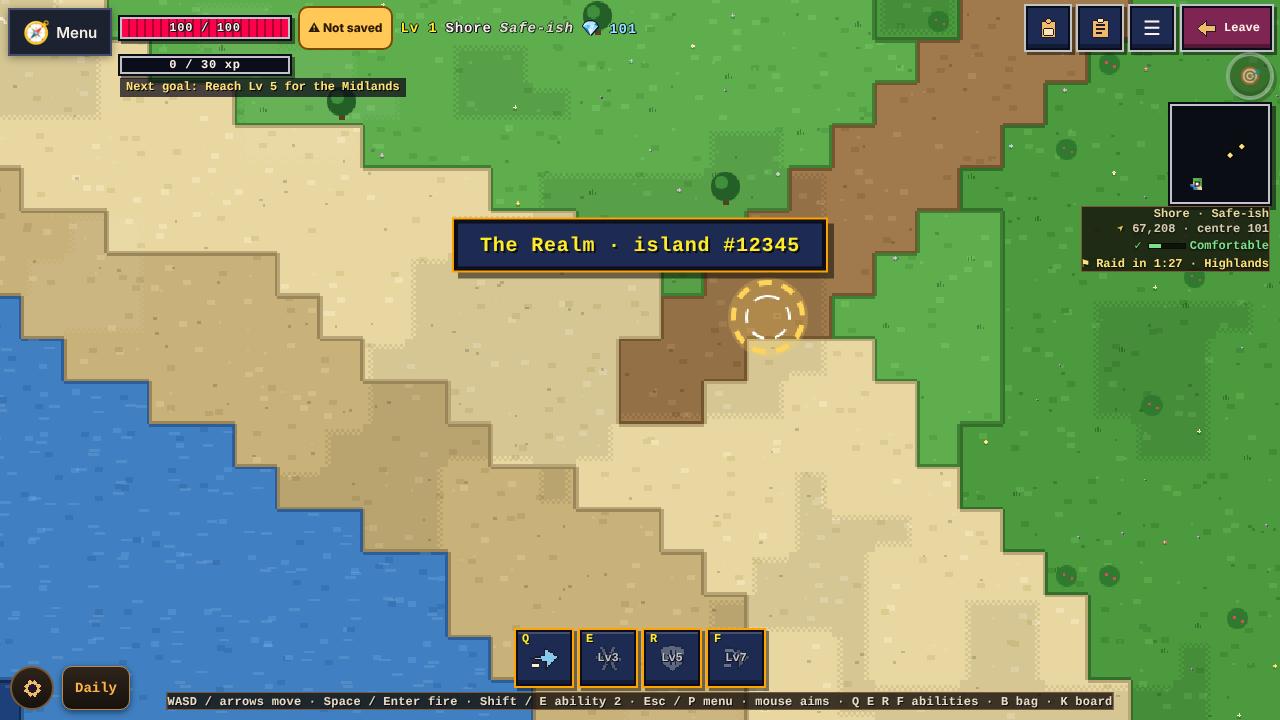 Menu
100 / 100
⚠ Not saved
Lv 1 Shore Safe-ish 💎 101
Leave
0 / 30 xp
Next goal: Reach Lv 5 for the Midlands
Shore · Safe-ish
67,208 · centre 101
✓ Comfortable
Raid in 1:27 · Highlands
The Realm · island #12345
Q
E
R
F
Lv3
Lv5
Lv7
Daily
WASD / arrows move · Space / Enter fire · Shift / E ability 2 · Esc / P menu · mouse aims · Q E R F abilities · B bag · K board